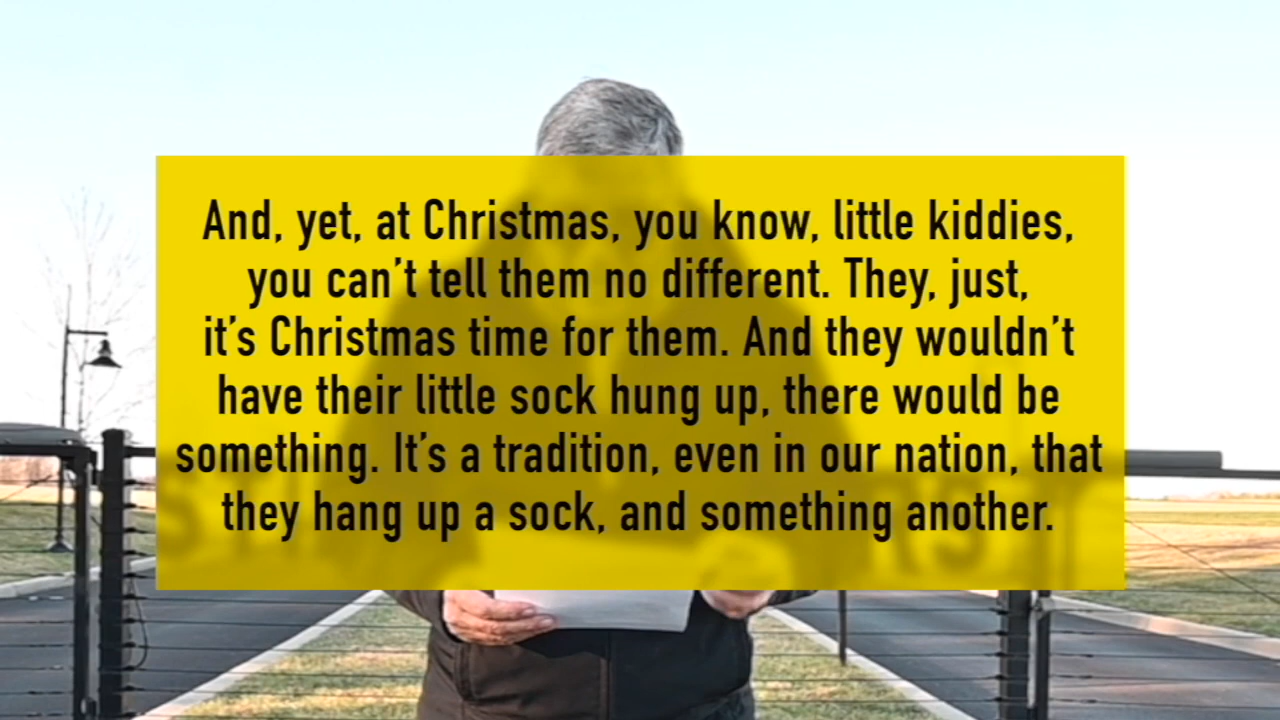 And, yet, at Christmas, you know, little kiddies,
you can't tell them no different. They, just,
it's Christmas time for them. And they wouldn't
have their little sock hung up, there would be
something. It's a tradition, even in our nation, that
they hang up a sock, and something another.